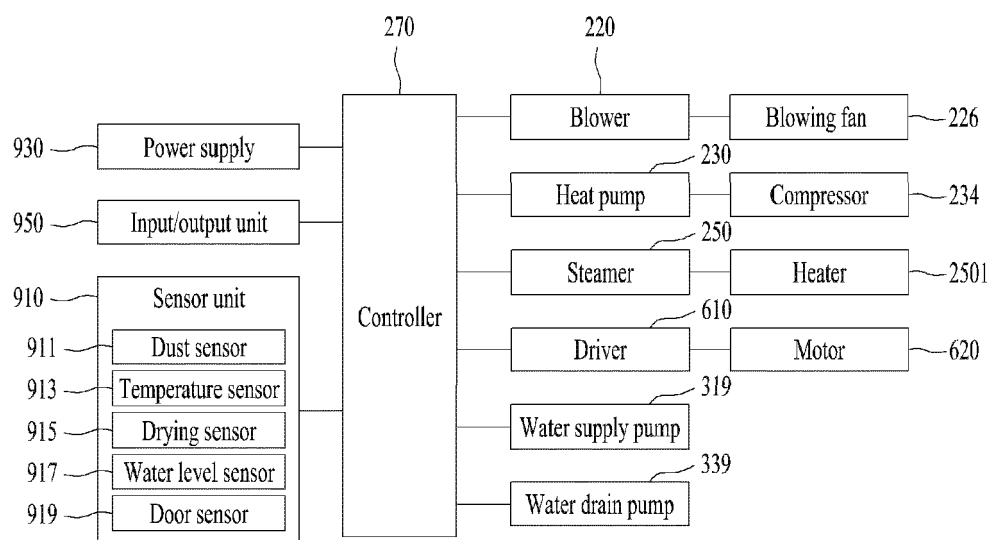 270
220
930
Power supply
Blower
Blowing fan
226
230
950
Input/output unit
Heat pump
Compressor
234
250
910
Sensor unit
Controller
Steamer
Heater
2501
610
911
Dust sensor
Driver
Motor
620
913
Temperature sensor
319
915
Drying sensor
Water supply pump
917
Water level sensor
339
919
Door sensor
Water drain pump